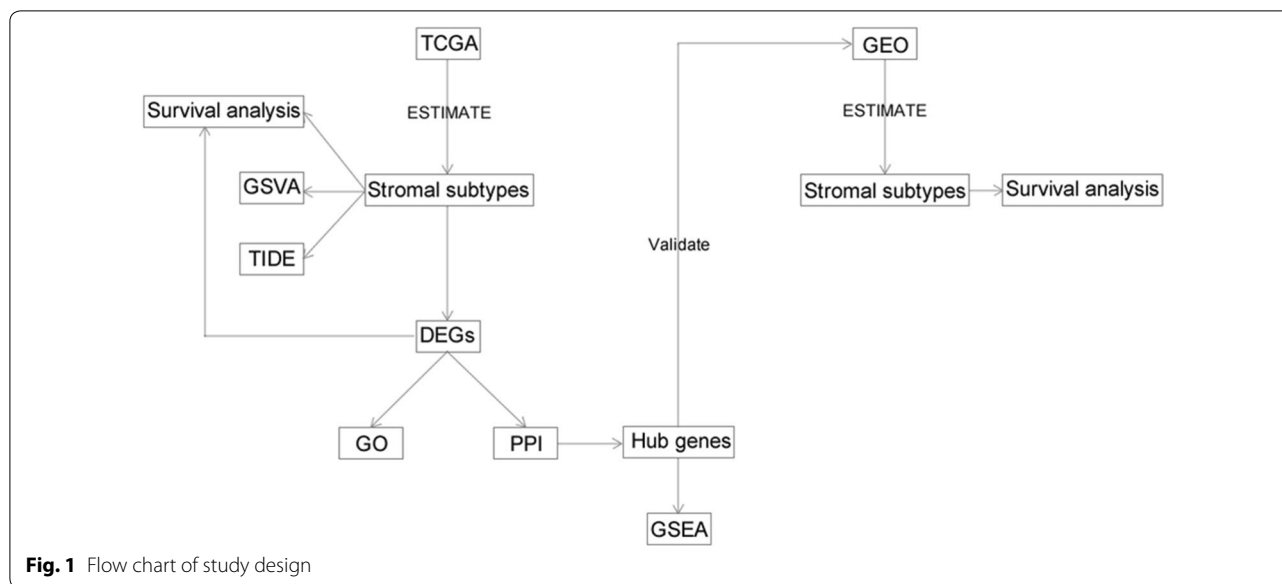 TCGA
GEO
Survival analysis
ESTIMATE
ESTIMATE
GSVA
Stromal subtypes
Stromal subtypes
Survival analysis
TIDE
Validate
DEGs
GO
PPI
Hub genes
GSEA
Fig. 1 Flow chart of study design